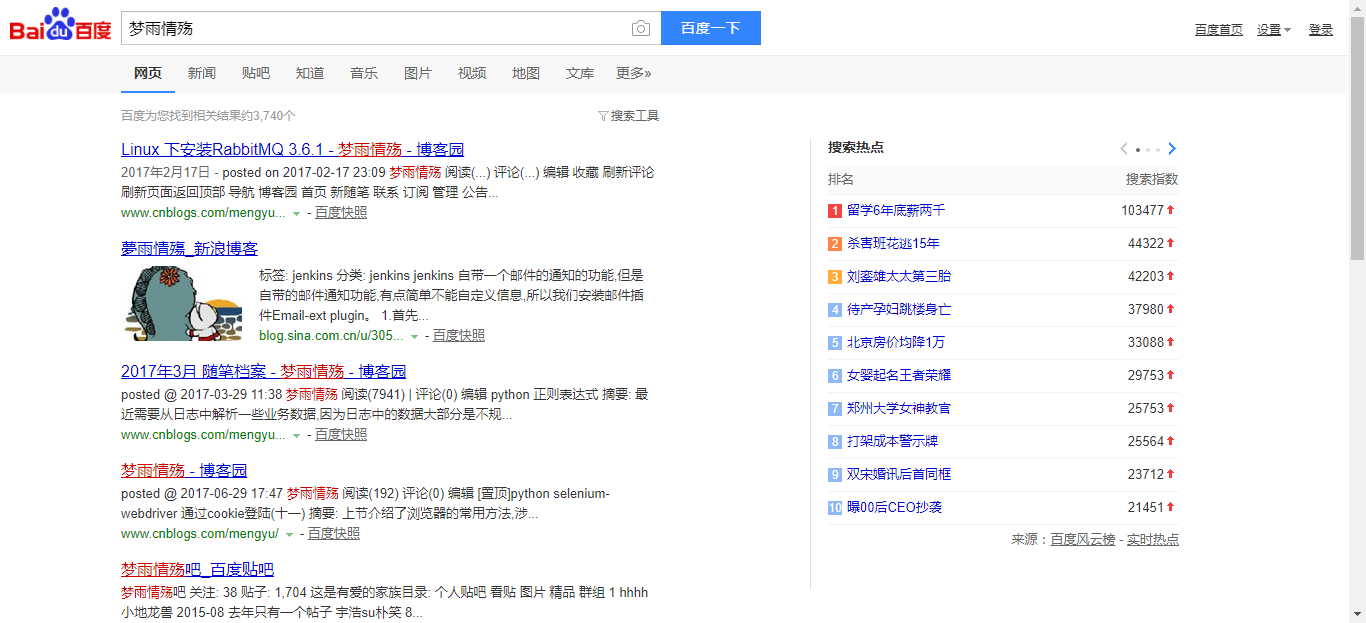 Bai du 百度
梦雨情殇
百度一下
百度首页 设置 登录
网页 新闻 贴吧 知道 音乐 图片 视频 地图 文库 更多»
百度为您找到相关结果约3,740个
搜索工具
Linux 下安装RabbitMQ 3.6.1 - 梦雨情殇 - 博客园
2017年2月17日 - posted on 2017-02-17 23:09 梦雨情殇 阅读(...) 评论(...) 编辑 收藏 刷新评论
刷新页面返回顶部 导航 博客园 首页 新随笔 联系 订阅 管理 公告...
www.cnblogs.com/mengyu... - 百度快照
夢雨情殤_新浪博客
标签: jenkins 分类: jenkins jenkins 自带一个邮件的通知的功能,但是
自带的邮件通知功能,有点简单不能自定义信息,所以我们安装邮件插
件Email-ext plugin。 1.首先...
blog.sina.com.cn/u/305... - 百度快照
2017年3月 随笔档案 - 梦雨情殇 - 博客园
posted @ 2017-03-29 11:38 梦雨情殇 阅读(7941) | 评论(0) 编辑 python 正则表达式 摘要: 最
近需要从日志中解析一些业务数据,因为日志中的数据大部分是不规...
www.cnblogs.com/mengyu... - 百度快照
梦雨情殇 - 博客园
posted @ 2017-06-29 17:47 梦雨情殇 阅读(192) 评论(0) 编辑 [置顶]python selenium-
webdriver 通过cookie登陆(十一) 摘要: 上节介绍了浏览器的常用方法,涉...
www.cnblogs.com/mengyu/ - 百度快照
梦雨情殇吧_百度贴吧
梦雨情殇吧 关注: 38 贴子: 1,704 这是有爱的家族目录: 个人贴吧 看贴 图片 精品 群组 1 hhhh
小地龙兽 2015-08 去年只有一个帖子 宇浩su朴笑 8...
搜索热点
排名 搜索指数
1 留学6年底薪两千 103477
2 杀害班花逃15年 44322
3 刘銮雄太太第三胎 42203
4 待产孕妇跳楼身亡 37980
5 北京房价均降1万 33088
6 女婴起名王者荣耀 29753
7 郑州大学女神教官 25753
8 打架成本警示牌 25564
9 双宋婚讯后首同框 23712
10 曝00后CEO抄袭 21451
来源：百度风云榜 - 实时热点